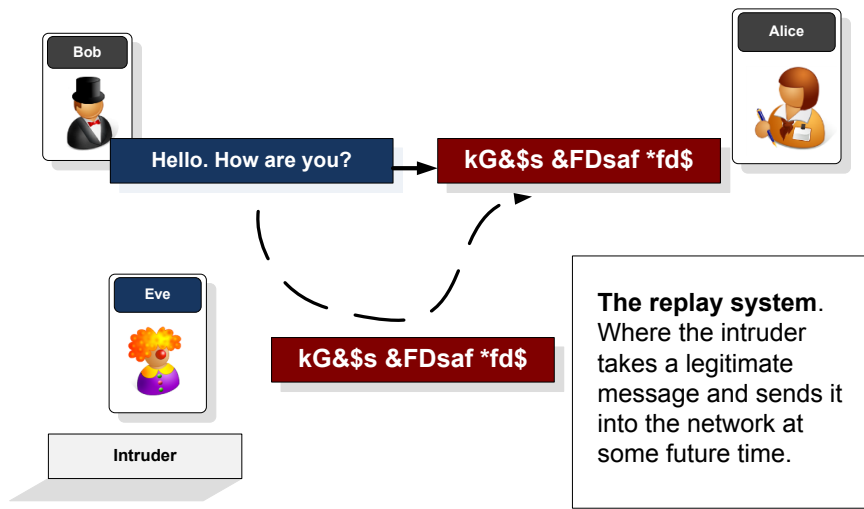 Bob
Alice
Hello. How are you?
kG&$s &FDsaf *fd$
Eve
kG&$s &FDsaf *fd$
Intruder
The replay system.
Where the intruder
takes a legitimate
message and sends it
into the network at
some future time.